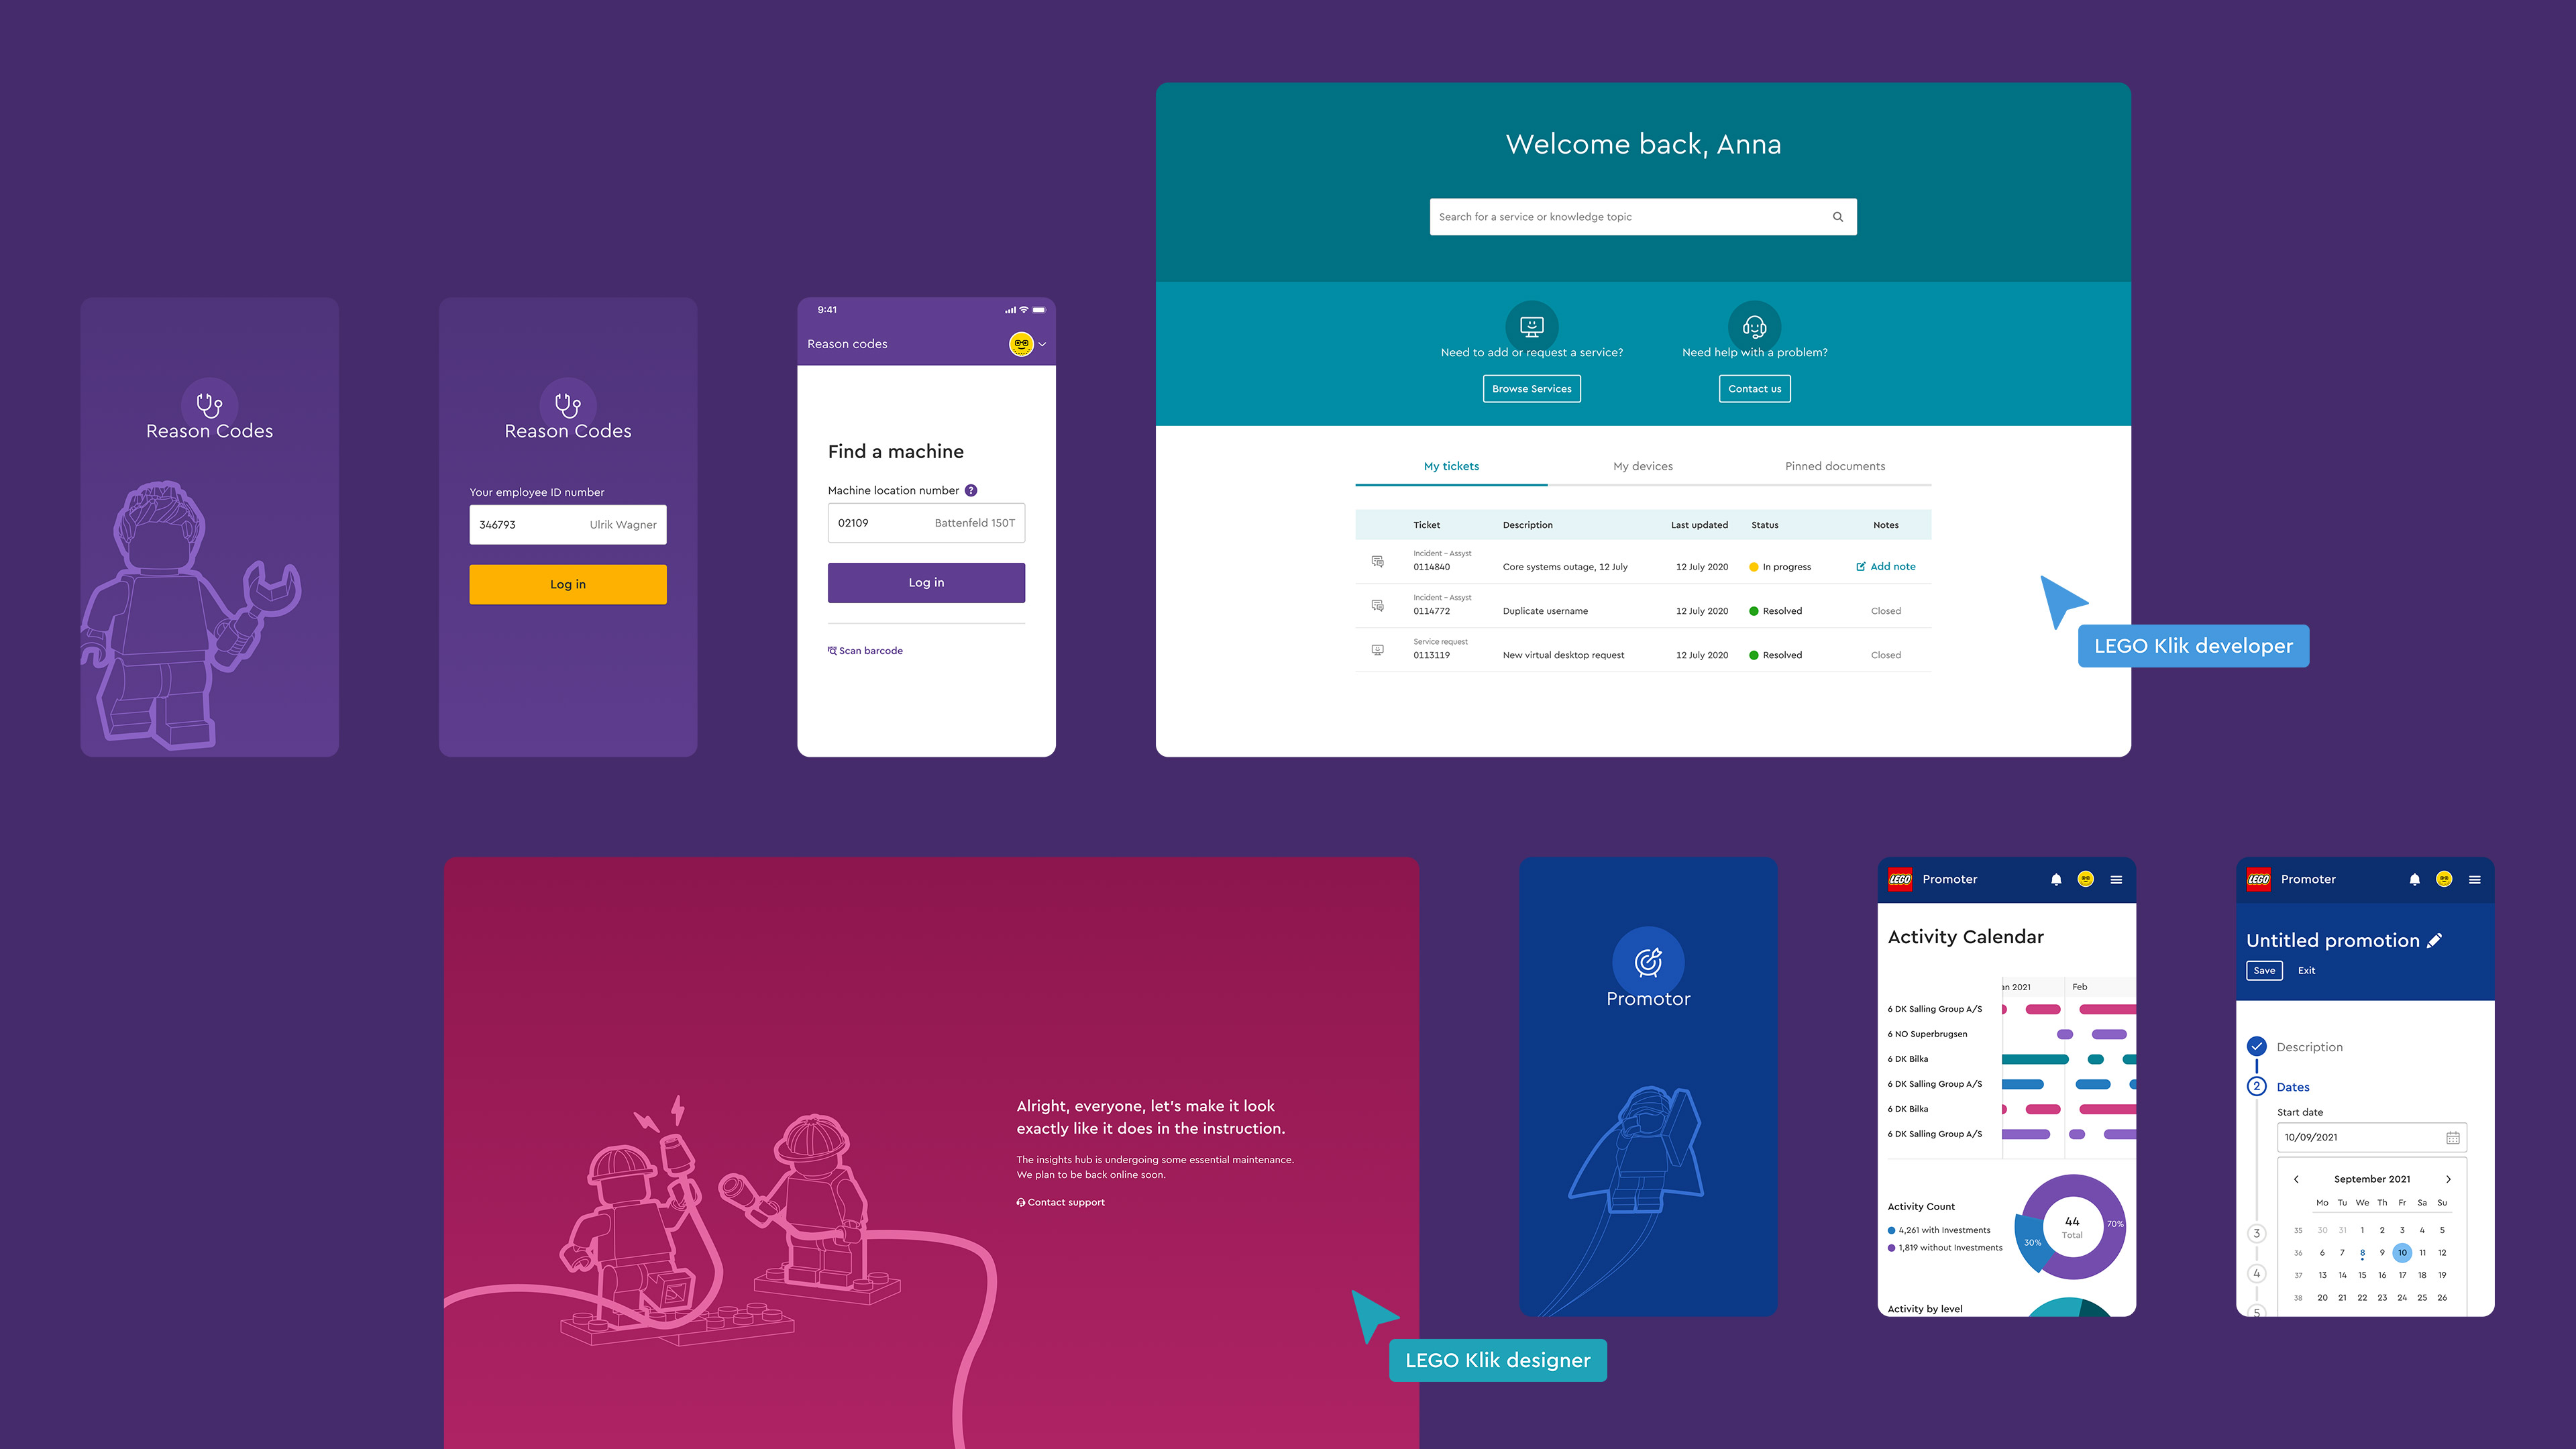 Reason Codes
Reason Codes
Your employee ID number
346793 Ulrik Wagner
Log in
9:41
Reason codes
Find a machine
Machine location number ?
02109 Battenfeld 150T
Log in
Scan barcode
Welcome back, Anna
Search for a service or knowledge topic
Need to add or request a service? Need help with a problem?
Browse Services Contact us
My tickets My devices Pinned documents
Ticket Description Last updated Status Notes
Incident – Assyst
0114840 Core systems outage, 12 July 12 July 2020 In progress Add note
Incident – Assyst
0114772 Duplicate username 12 July 2020 Resolved Closed
Service request
0113119 New virtual desktop request 12 July 2020 Resolved Closed
LEGO Klik developer
Alright, everyone, let's make it look
exactly like it does in the instruction.
The insights hub is undergoing some essential maintenance.
We plan to be back online soon.
Contact support
LEGO Klik designer
Promotor
LEGO Promoter
Activity Calendar
an 2021 Feb
6 DK Salling Group A/S
6 NO Superbrugsen
6 DK Bilka
6 DK Salling Group A/S
6 DK Bilka
6 DK Salling Group A/S
Activity Count
4,261 with Investments
1,819 without Investments
44
Total
70%
30%
Activity by level
LEGO Promoter
Untitled promotion
Save Exit
Description
2 Dates
Start date
10/09/2021
September 2021
Mo Tu We Th Fr Sa Su
35 30 31 1 2 3 4 5
36 6 7 8 9 10 11 12
37 13 14 15 16 17 18 19
38 20 21 22 23 24 25 26
3
4
5